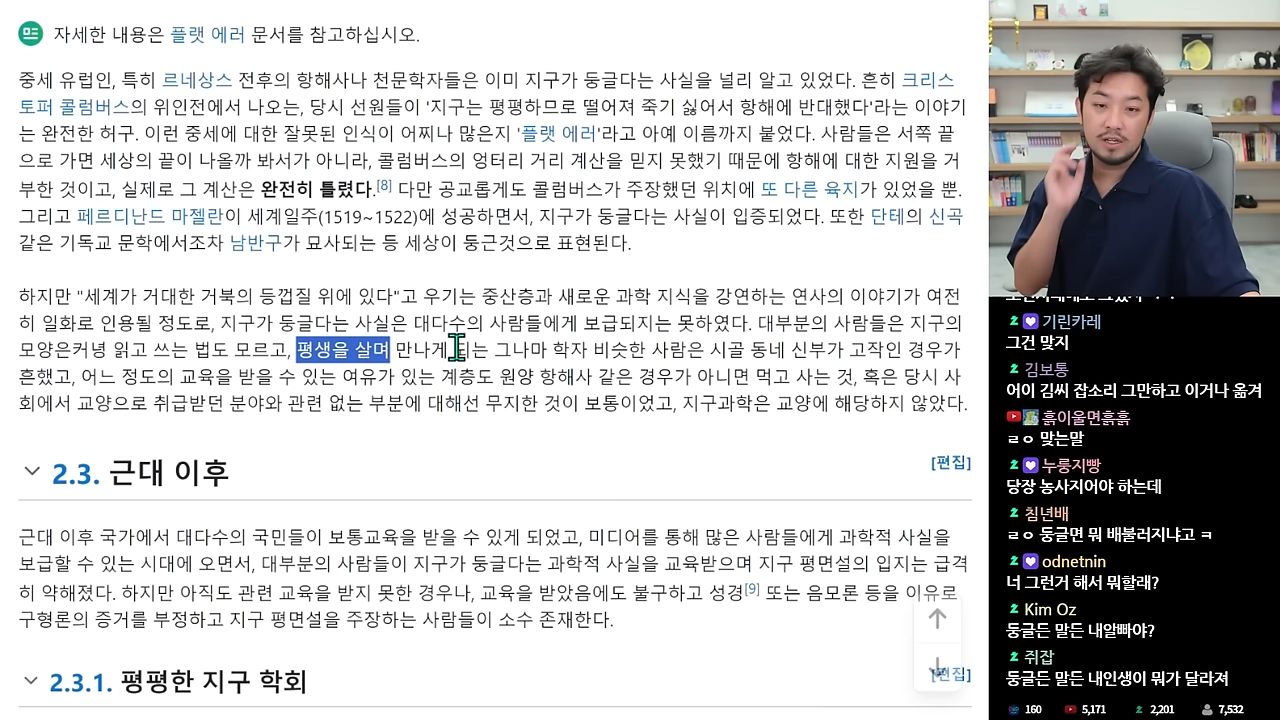 자세한 내용은 플랫 에러 문서를 참고하십시오.
중세 유럽인, 특히 르네상스 전후의 항해사나 천문학자들은 이미 지구가 둥글다는 사실을 널리 알고 있었다. 흔히 크리스
토퍼 콜럼버스의 위인전에서 나오는, 당시 선원들이 '지구는 평평하므로 떨어져 죽기 싫어서 항해에 반대했다'라는 이야기
는 완전한 허구. 이런 중세에 대한 잘못된 인식이 어찌나 많은지 '플랫 에러'라고 아예 이름까지 붙었다. 사람들은 서쪽 끝
으로 가면 세상의 끝이 나올까 봐서가 아니라, 콜럼버스의 엉터리 거리 계산을 믿지 못했기 때문에 항해에 대한 지원을 거
부한 것이고, 실제로 그 계산은 완전히 틀렸다.[8] 다만 공교롭게도 콜럼버스가 주장했던 위치에 또 다른 육지가 있었을 뿐.
그리고 페르디난드 마젤란이 세계일주(1519~1522)에 성공하면서, 지구가 둥글다는 사실이 입증되었다. 또한 단테의 신곡
같은 기독교 문학에서조차 남반구가 묘사되는 등 세상이 둥근것으로 표현된다.
하지만 "세계가 거대한 거북의 등껍질 위에 있다"고 우기는 중산층과 새로운 과학 지식을 강연하는 연사의 이야기가 여전
히 일화로 인용될 정도로, 지구가 둥글다는 사실은 대다수의 사람들에게 보급되지는 못하였다. 대부분의 사람들은 지구의
모양은커녕 읽고 쓰는 법도 모르고, 평생을 살며 만나게 되는 그나마 학자 비슷한 사람은 시골 동네 신부가 고작인 경우가
흔했고, 어느 정도의 교육을 받을 수 있는 여유가 있는 계층도 원양 항해사 같은 경우가 아니면 먹고 사는 것, 혹은 당시 사
회에서 교양으로 취급받던 분야와 관련 없는 부분에 대해선 무지한 것이 보통이었고, 지구과학은 교양에 해당하지 않았다.
2.3. 근대 이후
[편집]
근대 이후 국가에서 대다수의 국민들이 보통교육을 받을 수 있게 되었고, 미디어를 통해 많은 사람들에게 과학적 사실을
보급할 수 있는 시대에 오면서, 대부분의 사람들이 지구가 둥글다는 과학적 사실을 교육받으며 지구 평면설의 입지는 급격
히 약해졌다. 하지만 아직도 관련 교육을 받지 못한 경우나, 교육을 받았음에도 불구하고 성경[9] 또는 음모론 등을 이유로
구형론의 증거를 부정하고 지구 평면설을 주장하는 사람들이 소수 존재한다.
2.3.1. 평평한 지구 학회
[편집]
기린카레
그건 맞지
김보통
어이 김씨 잡소리 그만하고 이거나 옮겨
흙이울면흙흙
ㄹㅇ 맞는말
누룽지빵
당장 농사지어야 하는데
침년배
ㄹㅇ 둥글면 뭐 배불러지냐고 ㅋ
odnetnin
너 그런거 해서 뭐할래?
Kim Oz
둥글든 말든 내알빠야?
쥐잡
둥글든 말든 내인생이 뭐가 달라져
160 5,171 2,201 7,532